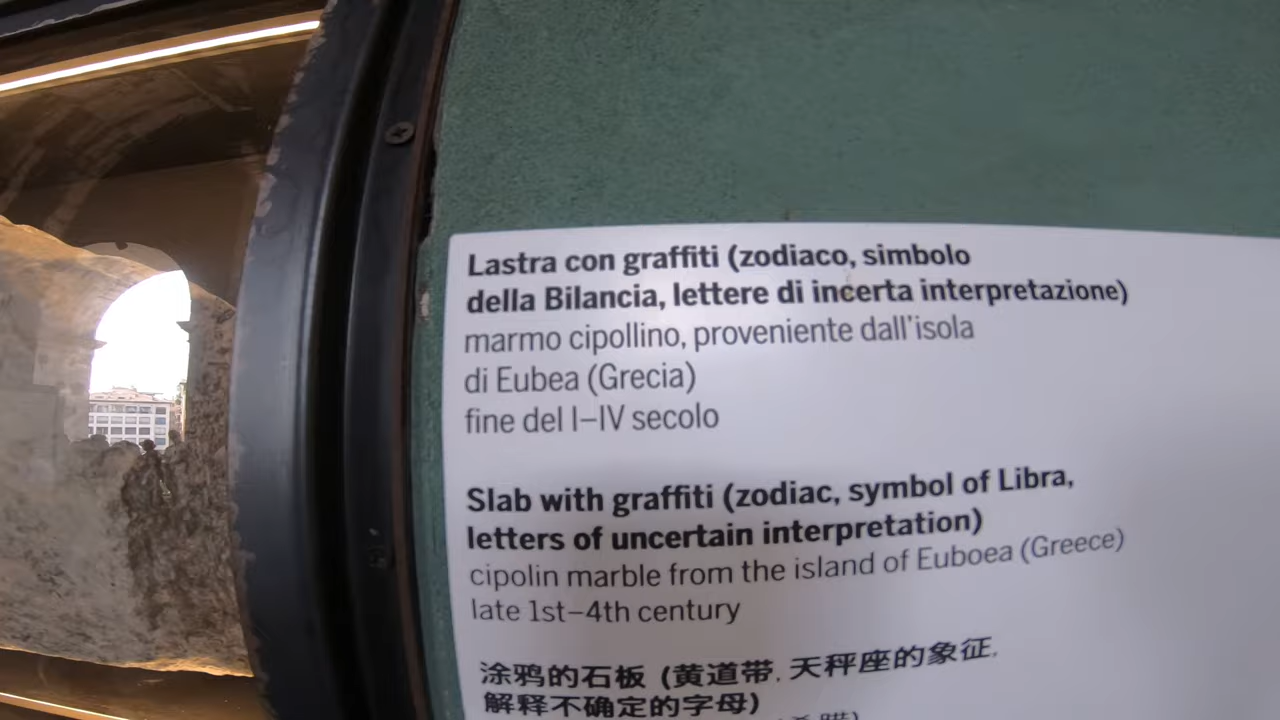 Lastra con graffiti (zodiaco, simbolo
della Bilancia, lettere di incerta interpretazione)
marmo cipollino, proveniente dall'isola
di Eubea (Grecia)
fine del I–IV secolo
Slab with graffiti (zodiac, symbol of Libra,
letters of uncertain interpretation)
cipolin marble from the island of Euboea (Greece)
late 1st–4th century
涂鸦的石板 (黄道带, 天秤座的象征,
解释不确定的字母)